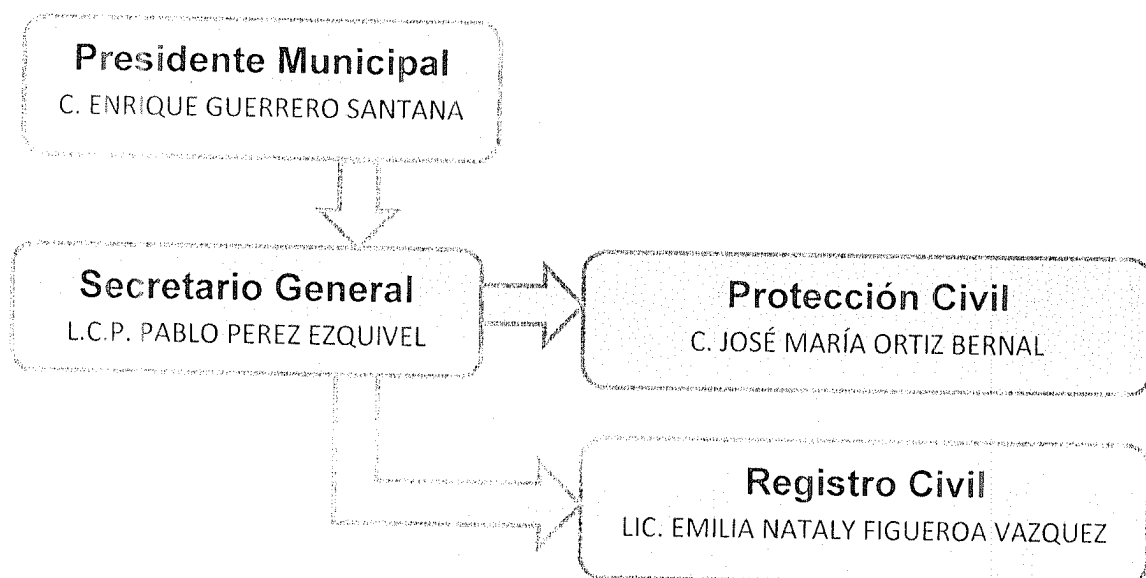 Presidente Municipal
C. ENRIQUE GUERRERO SANTANA
Secretario General
L.C.P. PABLO PEREZ EZQUIVEL
Protección Civil
C. JOSÉ MARÍA ORTIZ BERNAL
Registro Civil
LIC. EMILIA NATALY FIGUEROA VAZQUEZ